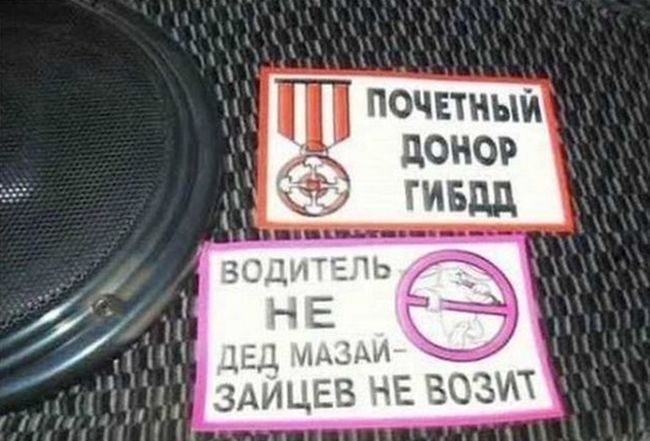 ПОЧЕТНЫЙ
ДОНОР
ГИБДД
ВОДИТЕЛЬ
НЕ
ДЕД МАЗАЙ-
ЗАЙЦЕВ НЕ ВОЗИТ